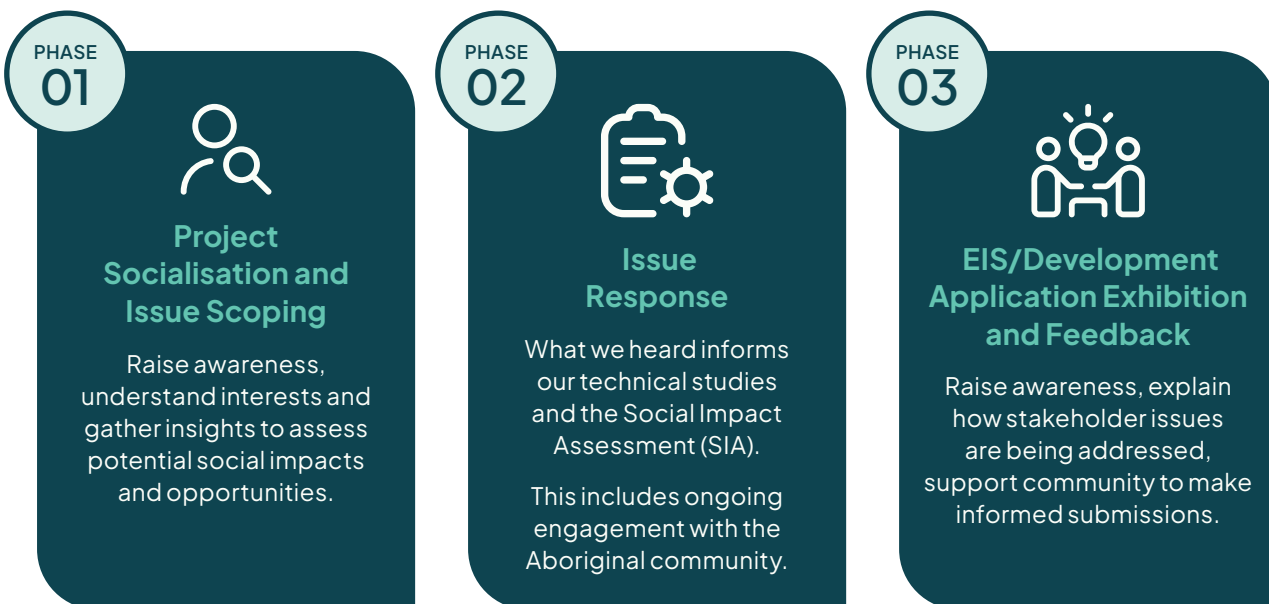 PHASE
01
Project
Socialisation and
Issue Scoping
Raise awareness,
understand interests and
gather insights to assess
potential social impacts
and opportunities.
PHASE
02
Issue
Response
What we heard informs
our technical studies
and the Social Impact
Assessment (SIA).
This includes ongoing
engagement with the
Aboriginal community.
PHASE
03
EIS/Development
Application Exhibition
and Feedback
Raise awareness, explain
how stakeholder issues
are being addressed,
support community to make
informed submissions.